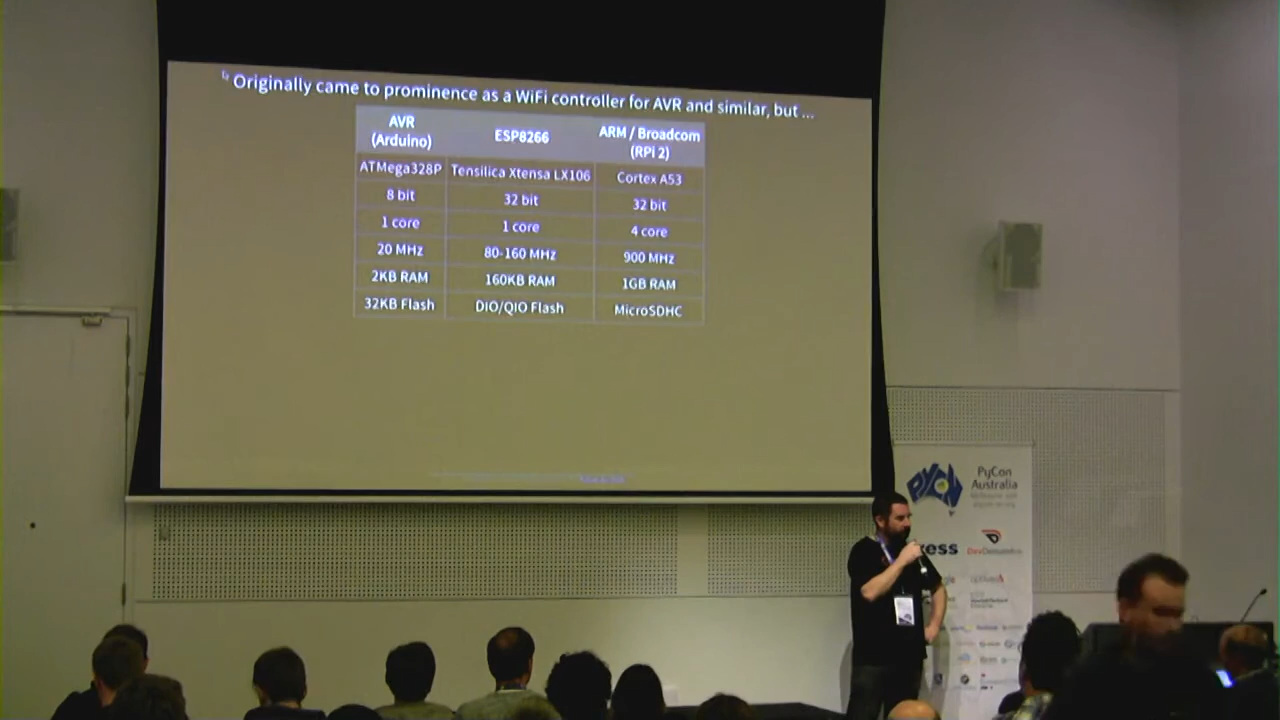 Originally came to prominence as a WiFi controller for AVR and similar, but ...
AVR (Arduino) ESP8266 ARM / Broadcom (RPi 2)
ATMega328P Tensilica Xtensa LX106 Cortex A53
8 bit 32 bit 32 bit
1 core 1 core 4 core
20 MHz 80-160 MHz 900 MHz
2KB RAM 160KB RAM 1GB RAM
32KB Flash DIO/QIO Flash MicroSDHC
PYCON
PyCon
Australia
ress